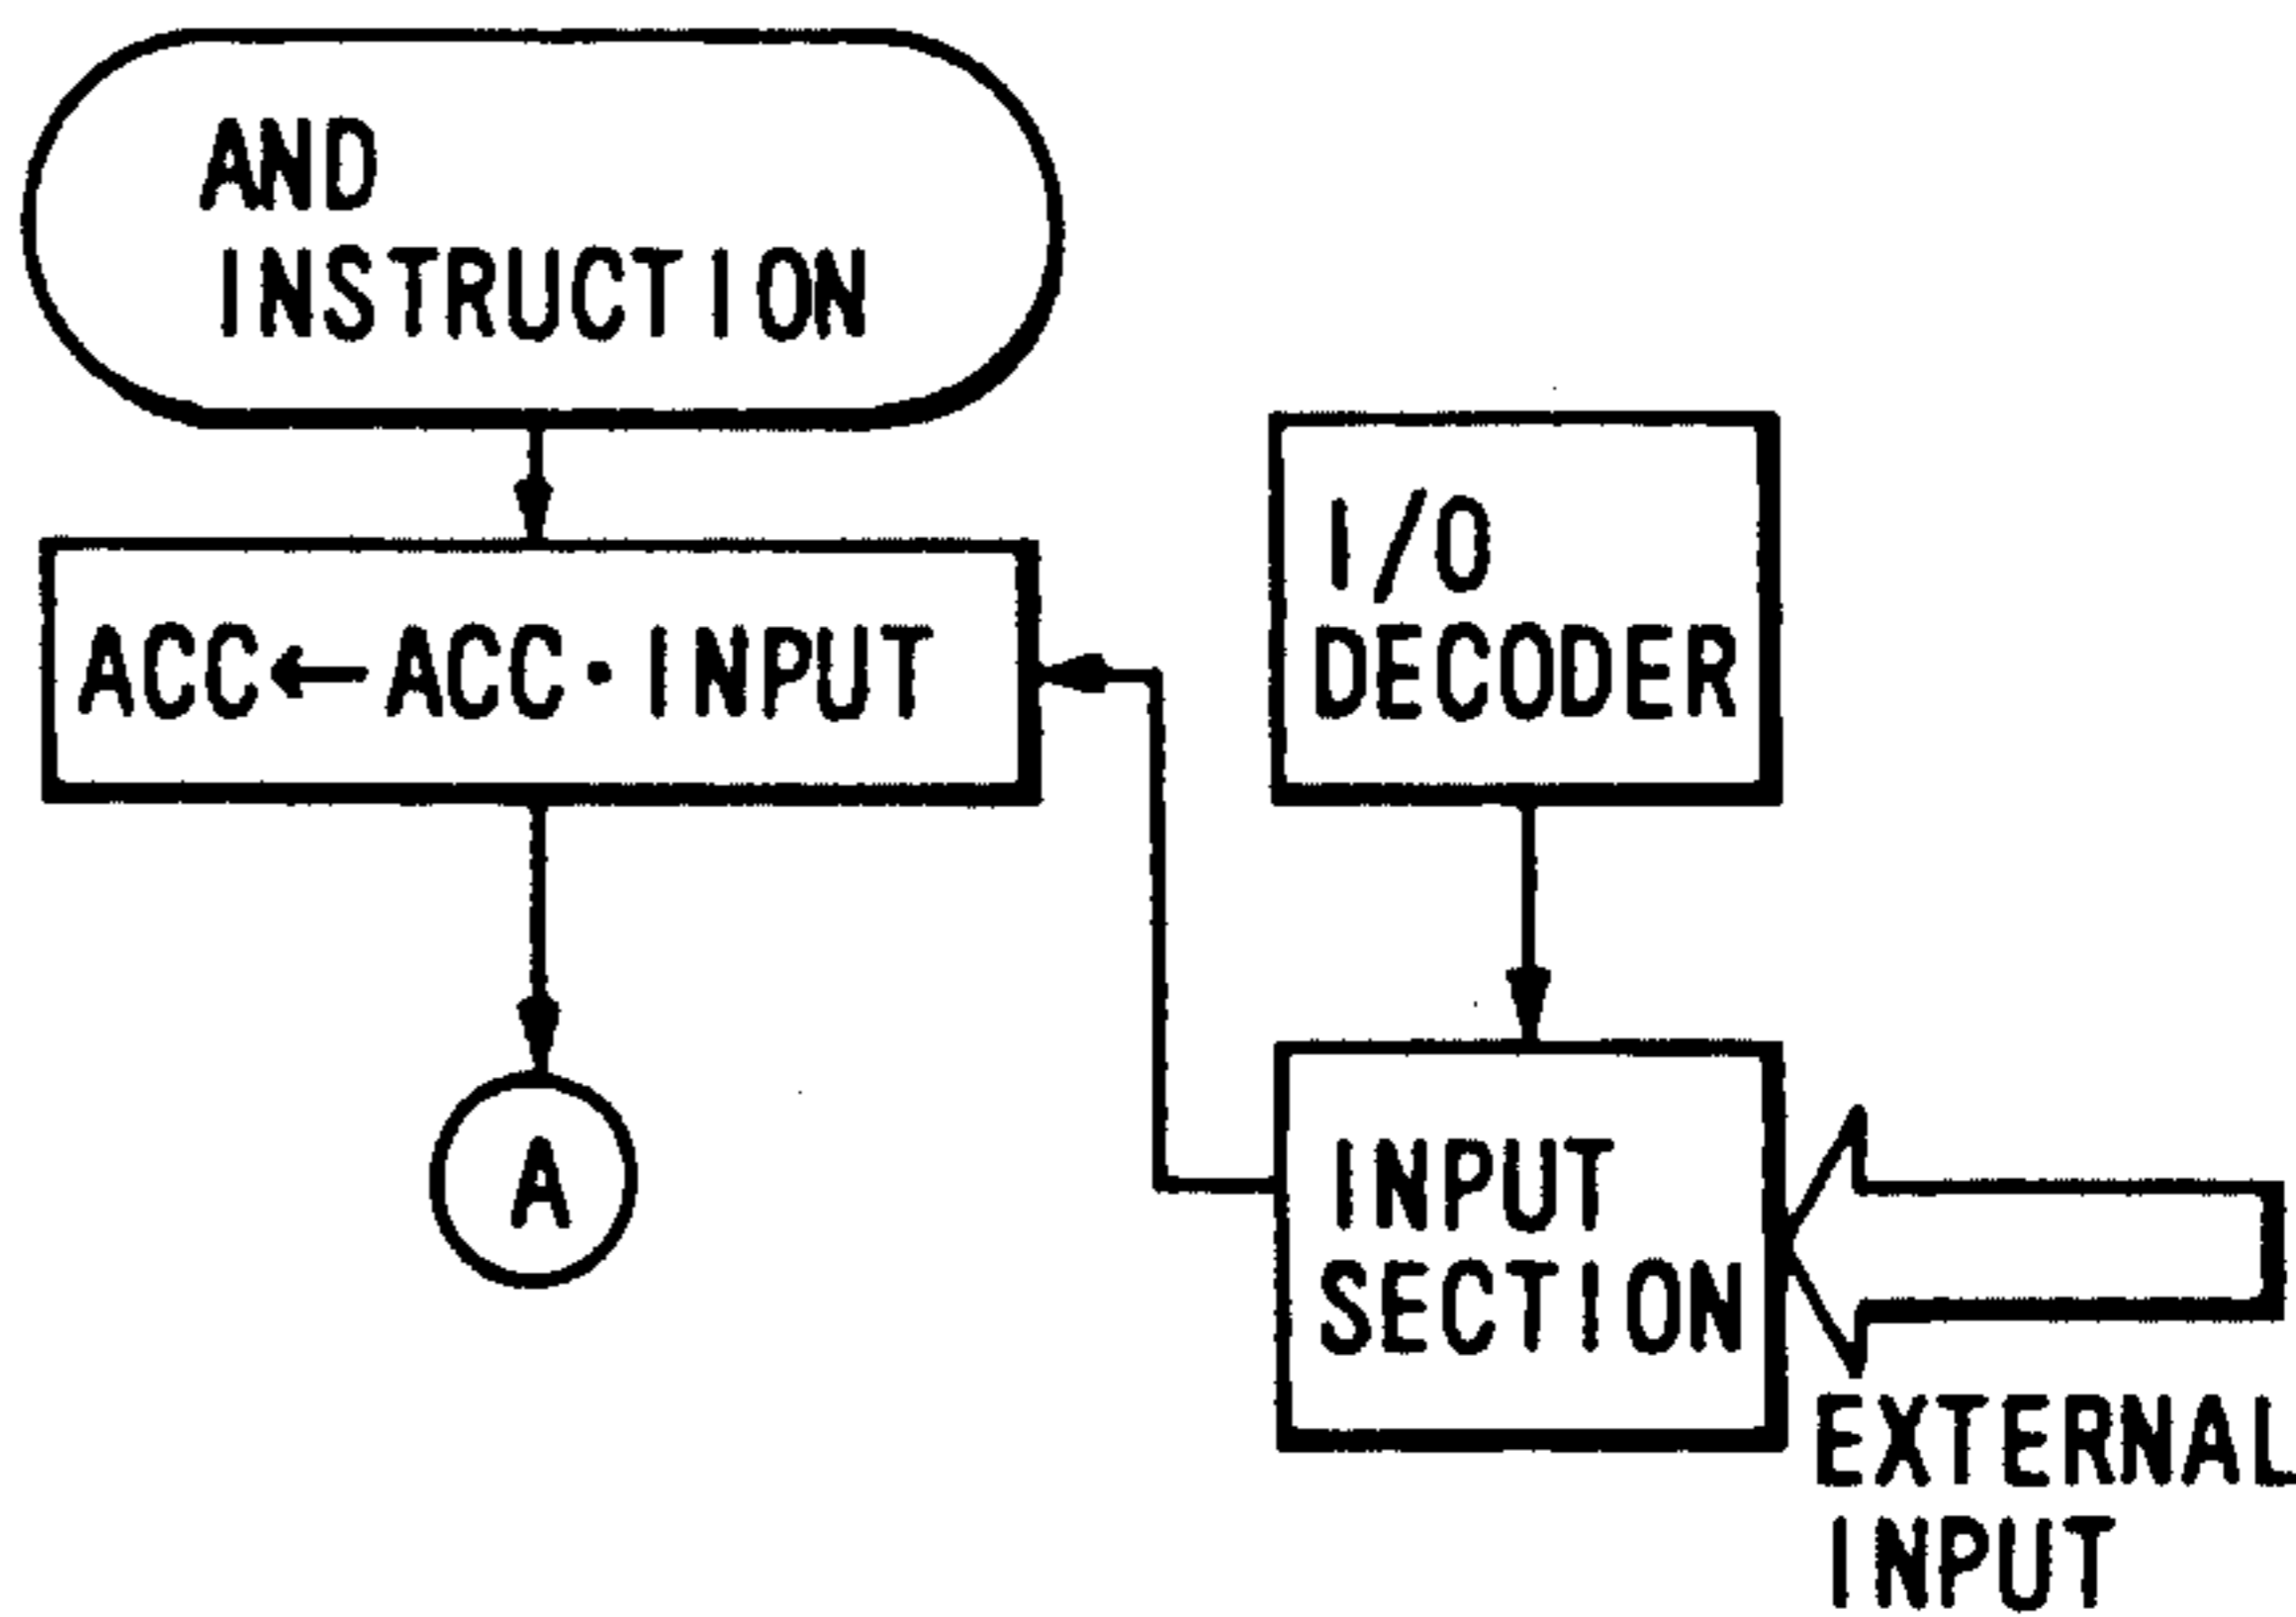 AND
INSTRUCTION
ACC←ACC·INPUT
I/O
DECODER
A
INPUT
SECTION
EXTERNAL
INPUT